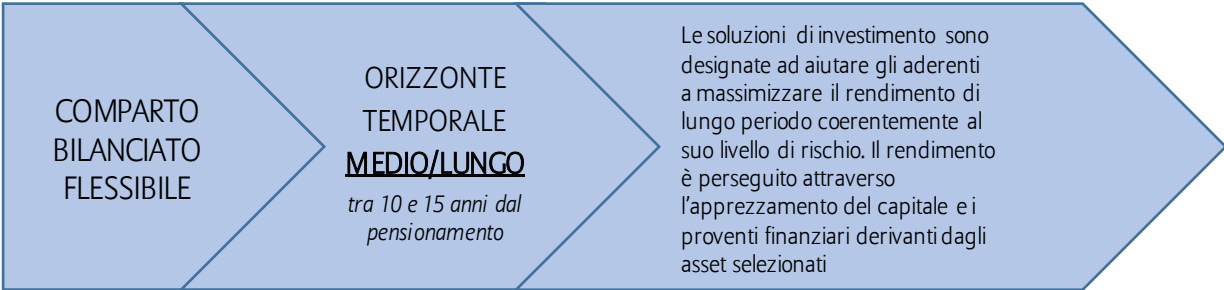 COMPARTO
BILANCIATO
FLESSIBILE
ORIZZONTE
TEMPORALE
MEDIO/LUNGO
tra 10 e 15 anni dal
pensionamento
Le soluzioni di investimento sono
designate ad aiutare gli aderenti
a massimizzare il rendimento di
lungo periodo coerentemente al
suo livello di rischio. Il rendimento
è perseguito attraverso
l'apprezzamento del capitale e i
proventi finanziari derivanti dagli
asset selezionati